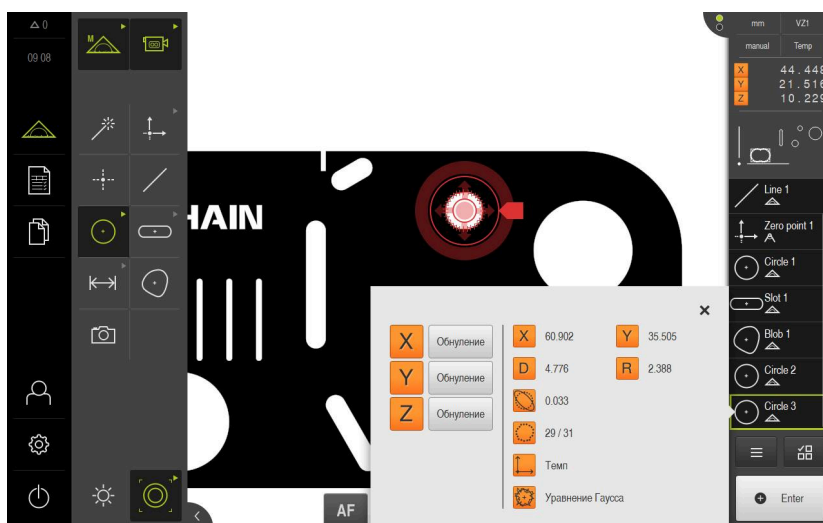 △ 0
09 08
M
HAIN
AF
X Обнуление
Y Обнуление
Z Обнуление
X 60.902 Y 35.505
D 4.776 R 2.388
0.033
29 / 31
Темп
Уравнение Гаусса
mm VZ1
manual Temp
X 44.448
Y 21.516
Z 10.229
Line 1
Zero point 1
Circle 1
Slot 1
Blob 1
Circle 2
Circle 3
Enter